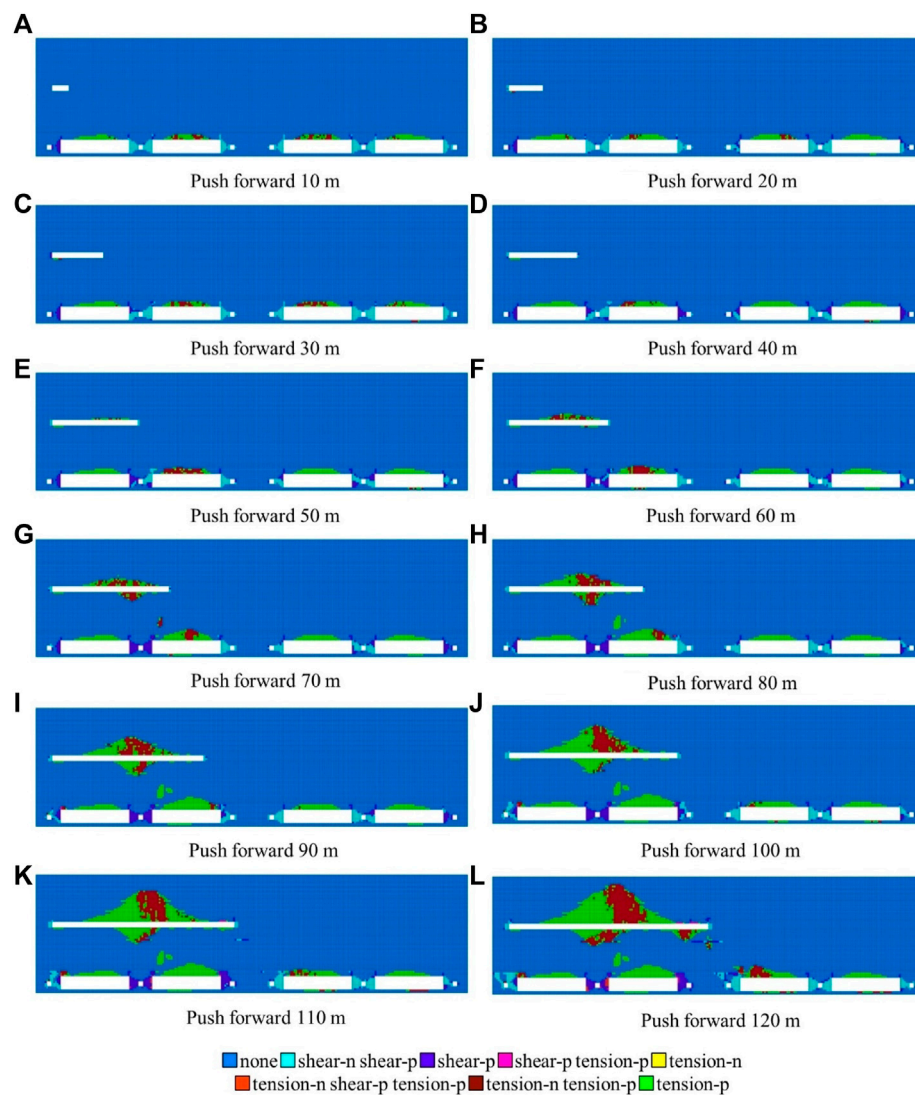 A
B
Push forward 10 m
Push forward 20 m
C
D
Push forward 30 m
Push forward 40 m
E
F
Push forward 50 m
Push forward 60 m
G
H
Push forward 70 m
Push forward 80 m
I
J
Push forward 90 m
Push forward 100 m
K
L
Push forward 110 m
Push forward 120 m
none shear-n shear-p shear-p shear-p tension-p tension-n
tension-n shear-p tension-p tension-n tension-p tension-p